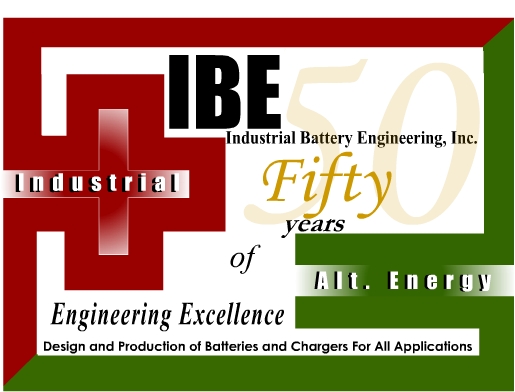 50
IBE
Industrial Battery Engineering, Inc.
Industrial
Fifty
years
of
Alt. Energy
Engineering Excellence
Design and Production of Batteries and Chargers For All Applications